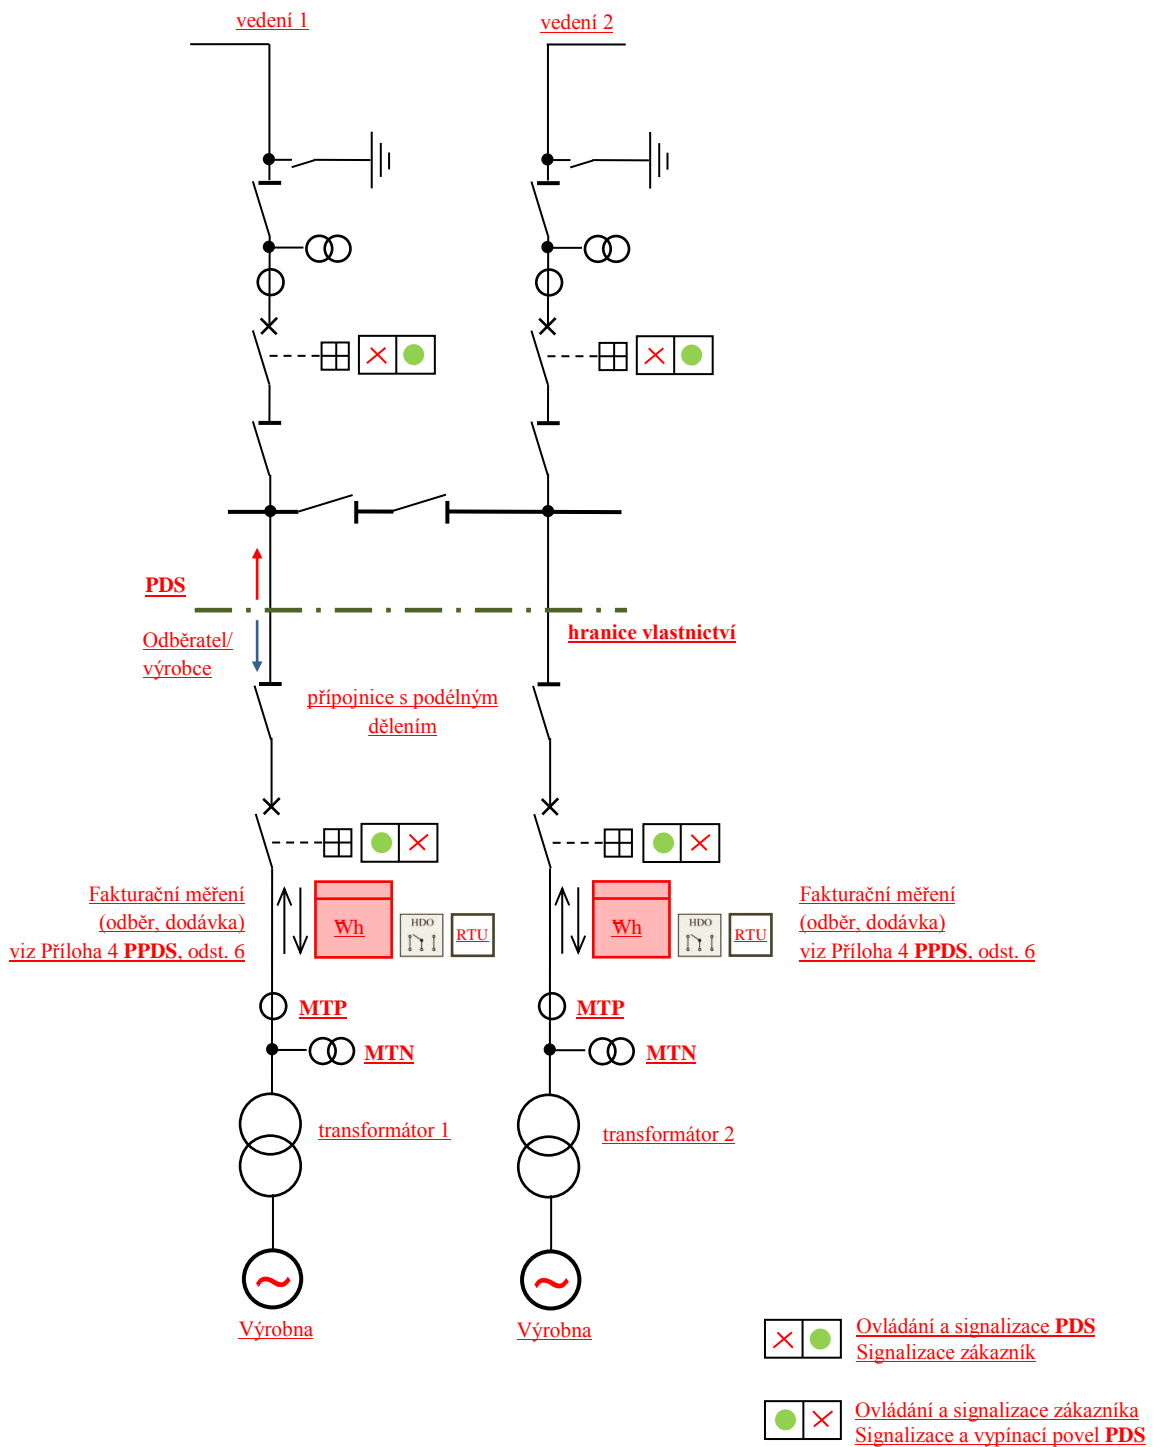 vedení 1
vedení 2
PDS
hranice vlastnictví
Odběratel/
výrobce
přípojnice s podélným
dělením
Fakturační měření
(odběr, dodávka)
viz Příloha 4 PPDS, odst. 6
Wh
HDO
RTU
Wh
HDO
RTU
Fakturační měření
(odběr, dodávka)
viz Příloha 4 PPDS, odst. 6
MTP
MTP
MTN
MTN
transformátor 1
transformátor 2
Výrobna
Výrobna
Ovládání a signalizace PDS
Signalizace zákazník
Ovládání a signalizace zákazníka
Signalizace a vypínací povel PDS